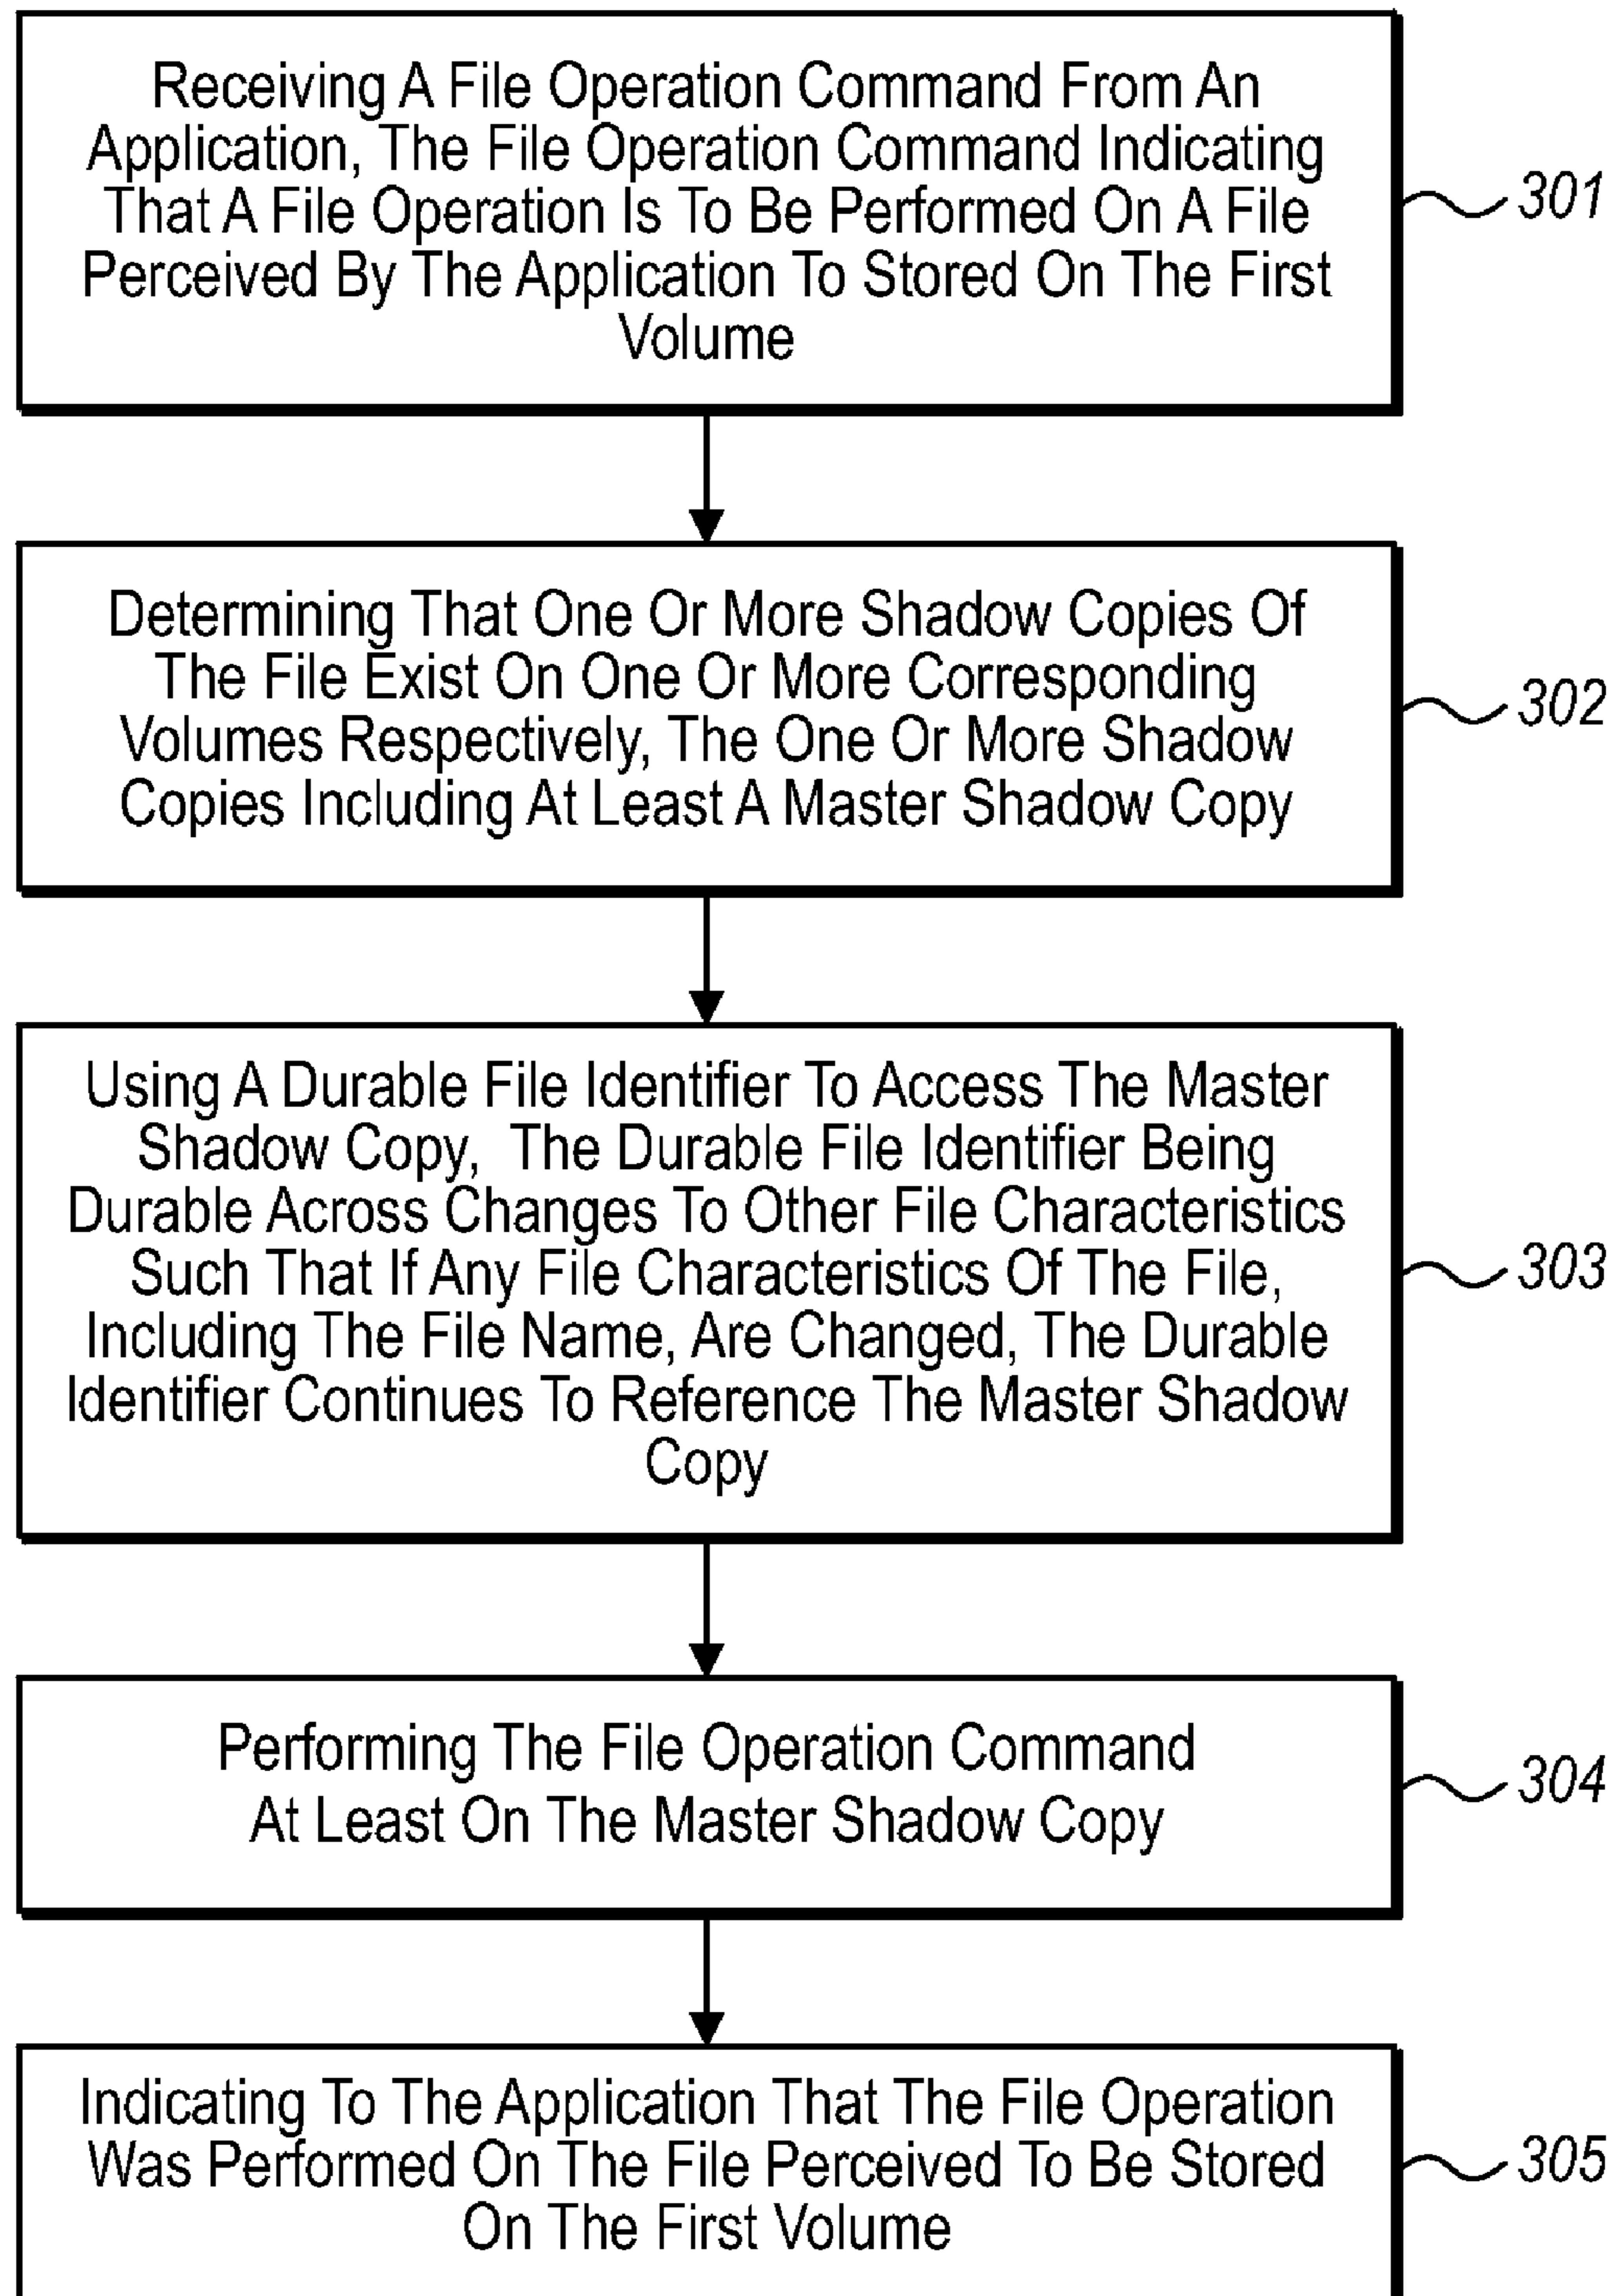 Receiving A File Operation Command From An
Application, The File Operation Command Indicating
That A File Operation Is To Be Performed On A File
Perceived By The Application To Stored On The First
Volume
301
Determining That One Or More Shadow Copies Of
The File Exist On One Or More Corresponding
Volumes Respectively, The One Or More Shadow
Copies Including At Least A Master Shadow Copy
302
Using A Durable File Identifier To Access The Master
Shadow Copy, The Durable File Identifier Being
Durable Across Changes To Other File Characteristics
Such That If Any File Characteristics Of The File,
Including The File Name, Are Changed, The Durable
Identifier Continues To Reference The Master Shadow
Copy
303
Performing The File Operation Command
At Least On The Master Shadow Copy
304
Indicating To The Application That The File Operation
Was Performed On The File Perceived To Be Stored
On The First Volume
305